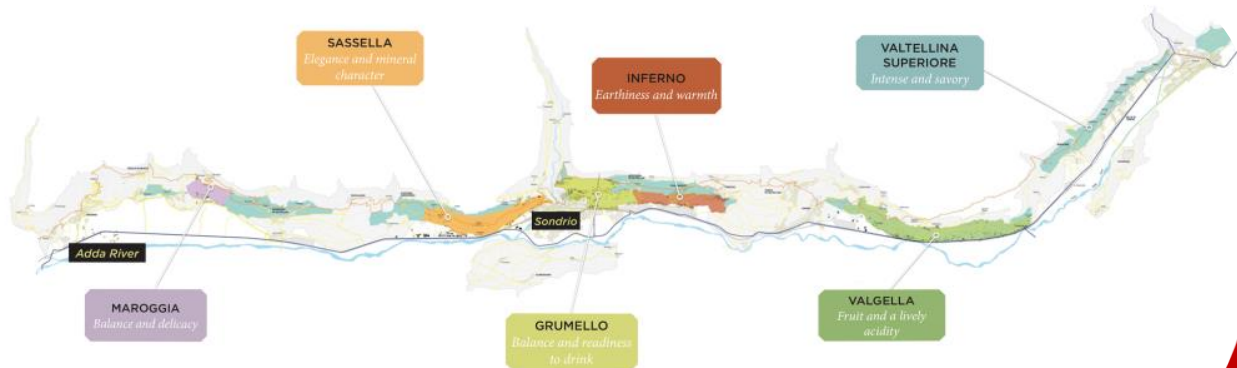 SASSELLA
Elegance and mineral
character
INFERNO
Earthiness and warmth
VALTELLINA
SUPERIORE
Intense and savory
Sondrio
Adda River
MAROGGIA
Balance and delicacy
GRUMELLO
Balance and readiness
to drink
VALGELLA
Fruit and a lively
acidity